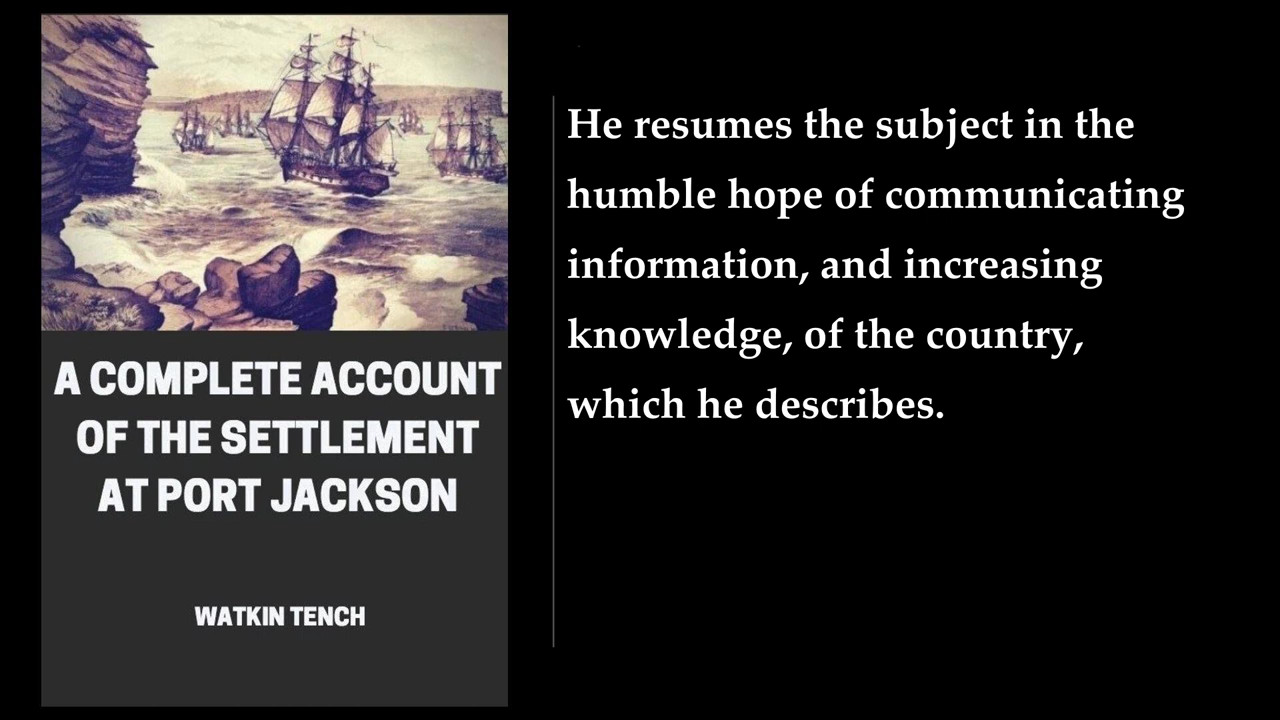 A COMPLETE ACCOUNT
OF THE SETTLEMENT
AT PORT JACKSON
WATKIN TENCH
He resumes the subject in the
humble hope of communicating
information, and increasing
knowledge, of the country,
which he describes.